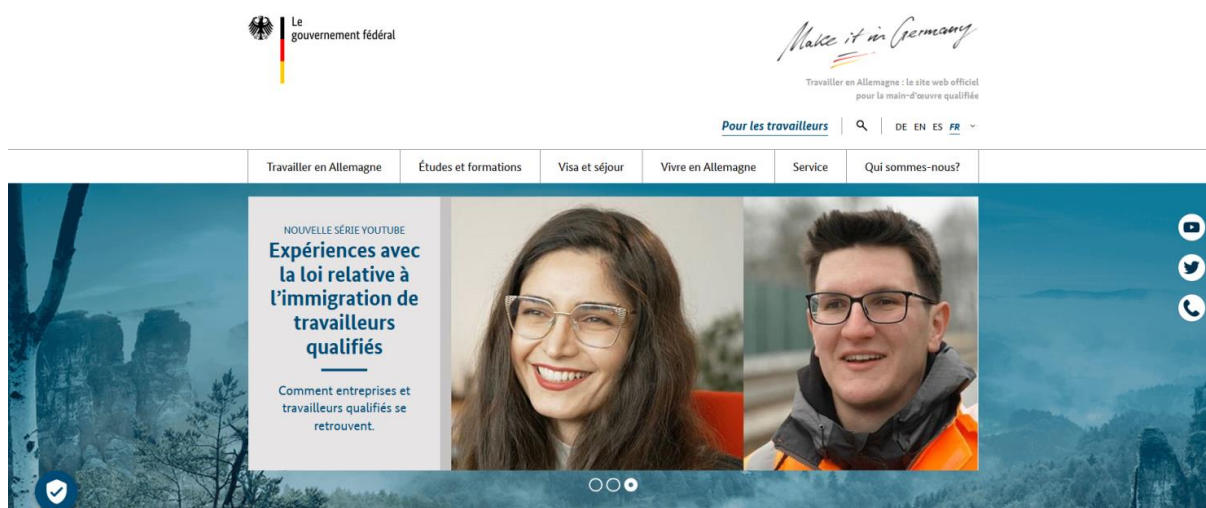 Le
gouvernement fédéral
Make it in Germany
Travailler en Allemagne : le site web officiel
pour la main-d'œuvre qualifiée
Pour les travailleurs
DE EN ES FR
Travailler en Allemagne
Études et formations
Visa et séjour
Vivre en Allemagne
Service
Qui sommes-nous?
NOUVELLE SÉRIE YOUTUBE
Expériences avec
la loi relative à
l'immigration de
travailleurs
qualifiés
Comment entreprises et
travailleurs qualifiés se
retrouvent.